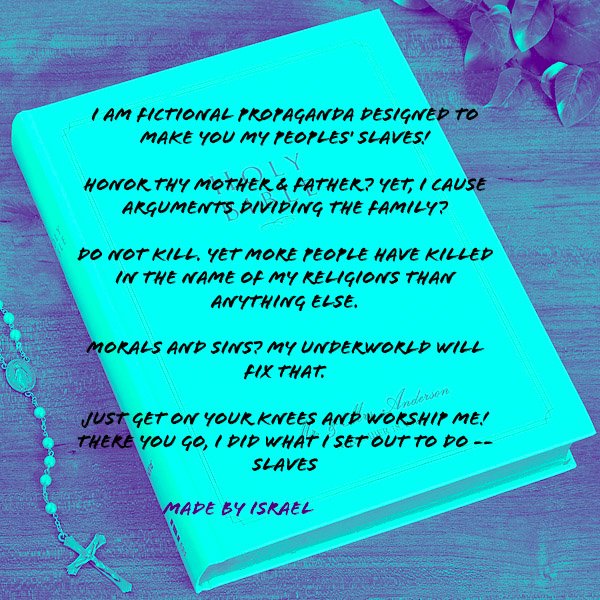 I AM FICTIONAL PROPAGANDA DESIGNED TO
MAKE YOU MY PEOPLES' SLAVES!
HOLY
BIBLE
HONOR THY MOTHER & FATHER? YET, I CAUSE
ARGUMENTS DIVIDING THE FAMILY?
DO NOT KILL. YET MORE PEOPLE HAVE KILLED
IN THE NAME OF MY RELIGIONS THAN
ANYTHING ELSE.
MORALS AND SINS? MY UNDERWORLD WILL
FIX THAT.
Anderson
JUST GET ON YOUR KNEES AND WORSHIP ME!
THERE YOU GO, I DID WHAT I SET OUT TO DO --
SLAVES
MADE BY ISRAEL